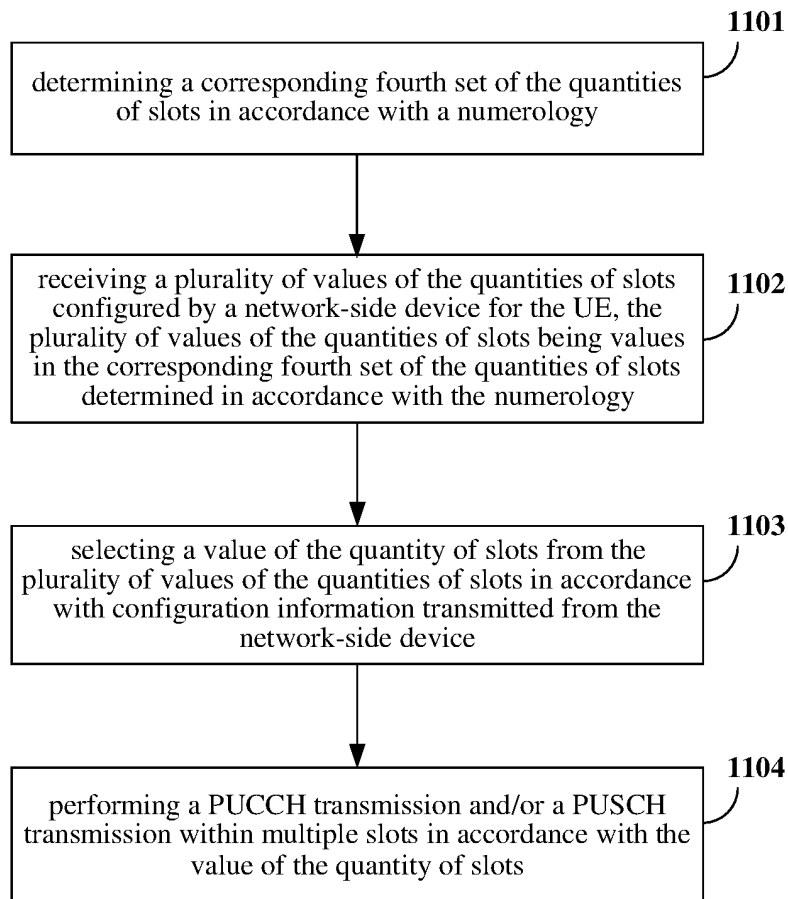 1101
determining a corresponding fourth set of the quantities
of slots in accordance with a numerology
1102
receiving a plurality of values of the quantities of slots
configured by a network-side device for the UE, the
plurality of values of the quantities of slots being values
in the corresponding fourth set of the quantities of slots
determined in accordance with the numerology
1103
selecting a value of the quantity of slots from the
plurality of values of the quantities of slots in accordance
with configuration information transmitted from the
network-side device
1104
performing a PUCCH transmission and/or a PUSCH
transmission within multiple slots in accordance with the
value of the quantity of slots